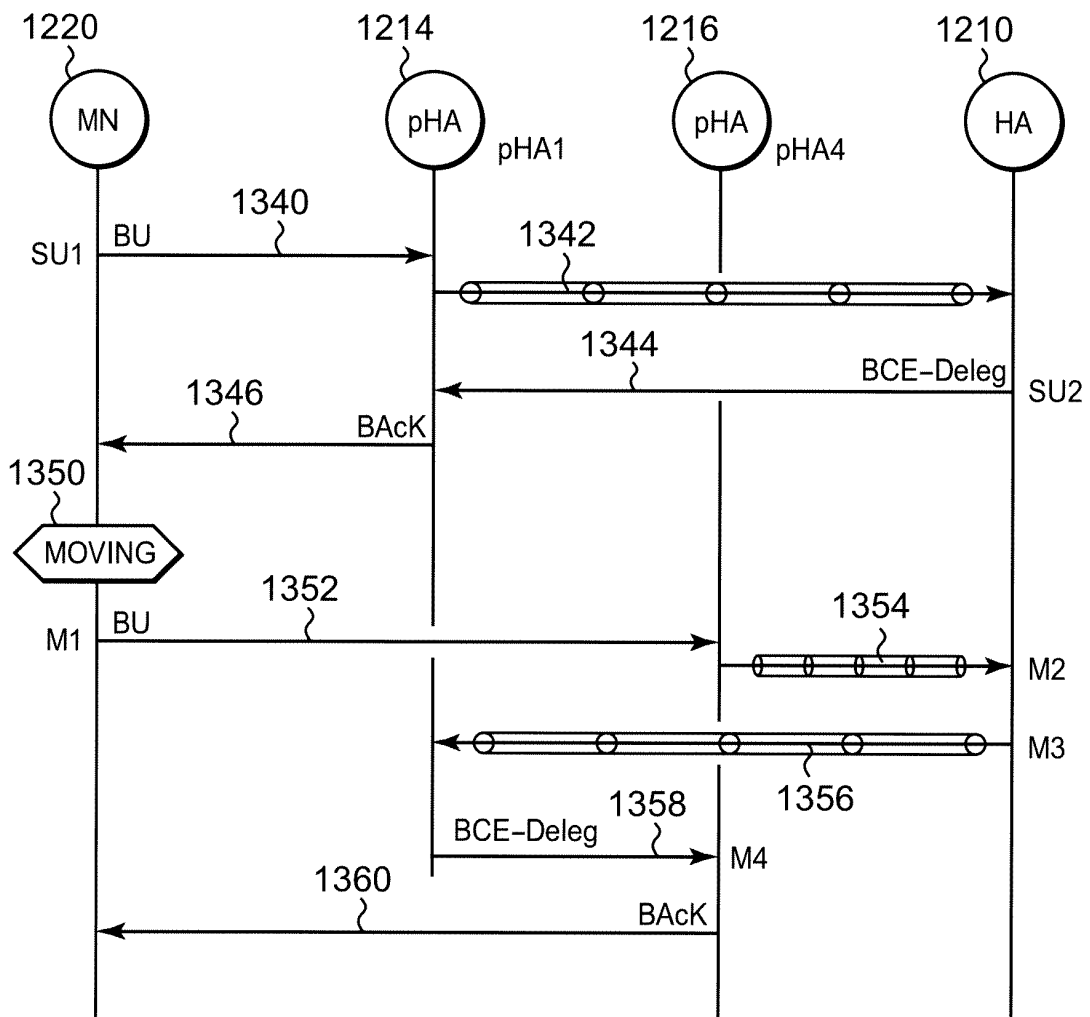 1220
1214
1216
1210
MN
pHA
pHA1
pHA
pHA4
HA
1340
SU1
BU
1342
1344
BCE-Deleg
SU2
1346
BAcK
1350
MOVING
1352
M1
BU
1354
M2
M3
1356
1358
BCE-Deleg
M4
1360
BAcK